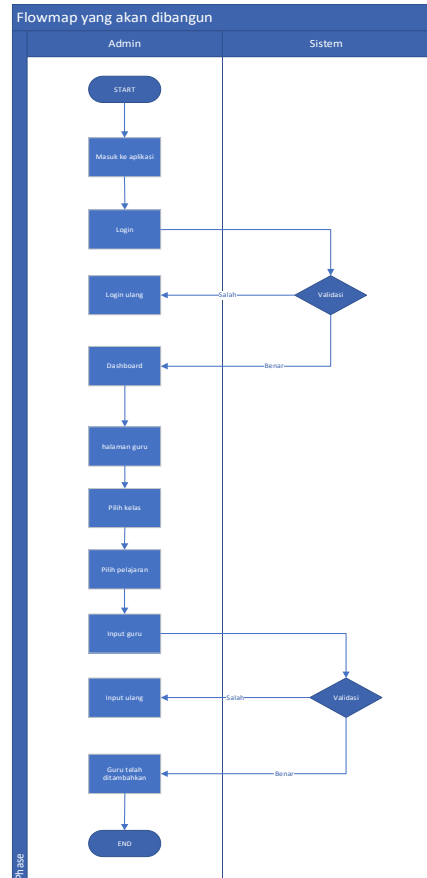 Flowmap yang akan dibangun
Admin
Sistem
START
Masuk ke aplikasi
Login
Login ulang
Salah
Validasi
Dashboard
Benar
halaman guru
Pilih kelas
Pilih pelajaran
Input guru
Input ulang
Salah
Validasi
Guru telah
ditambahkan
Benar
END
Phase